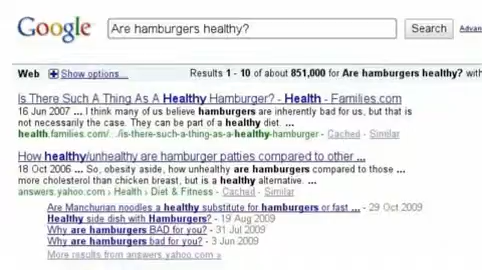 Google Are hamburgers healthy? Search Advan
Web Show options... Results 1 - 10 of about 851,000 for Are hamburgers healthy? with
Is There Such A Thing As A Healthy Hamburger? - Health - Families.com
16 Jun 2007 ... I think many of us believe hamburgers are inherently bad for us, but that is
not necessarily the case. They can be part of a healthy diet. ...
health.families.com/.../is-there-such-a-thing-as-a-healthy-hamburger - Cached - Similar
How healthy/unhealthy are hamburger patties compared to other ...
18 Oct 2006 ... So, obesity aside, how unhealthy are hamburgers compared to those ...
more cholesterol than chicken breast, but is a healthy alternative. ...
answers.yahoo.com › Health › Diet & Fitness - Cached - Similar
Are Manchurian noodles a healthy substitute for hamburgers or fast ... - 29 Oct 2009
Healthy side dish with Hamburgers? - 19 Aug 2009
Why are hamburgers BAD for you? - 31 Jul 2009
Why are hamburgers bad for you? - 3 Jun 2009
More results from answers.yahoo.com »